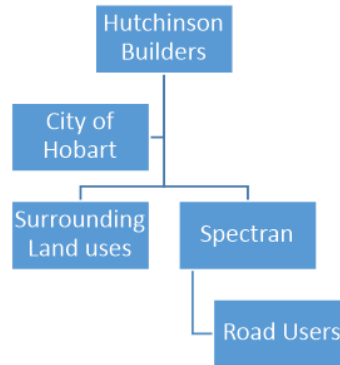 Hutchinson
Builders
City of
Hobart
Surrounding
Land uses
Spectran
Road Users